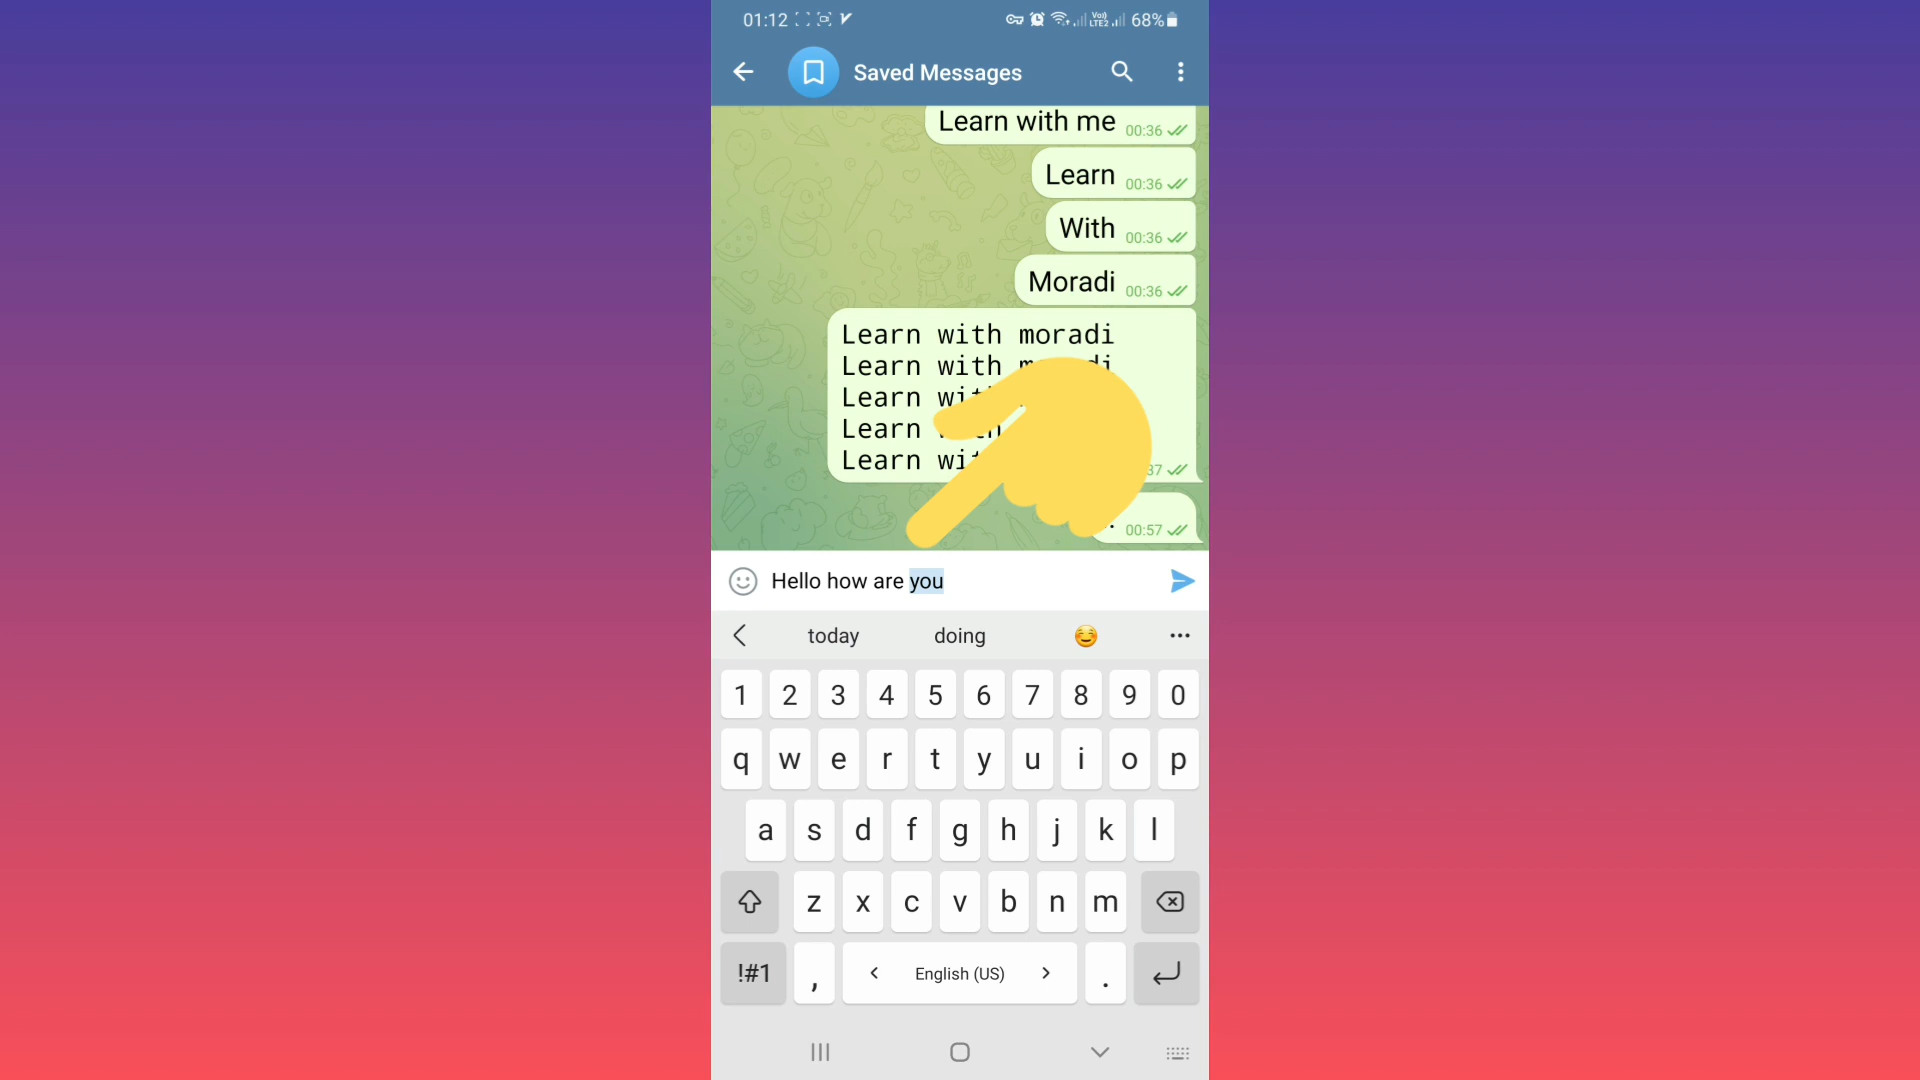 01:12 Vo)) LTE2 68%
Saved Messages
Learn with me 00:36
Learn 00:36
With 00:36
Moradi 00:36
Learn with moradi
Learn with
Learn
Learn
Learn
. 00:57
Hello how are you
today doing
1 2 3 4 5 6 7 8 9 0
q w e r t y u i o p
a s d f g h j k l
z x c v b n m
!#1 , < English (US) > .